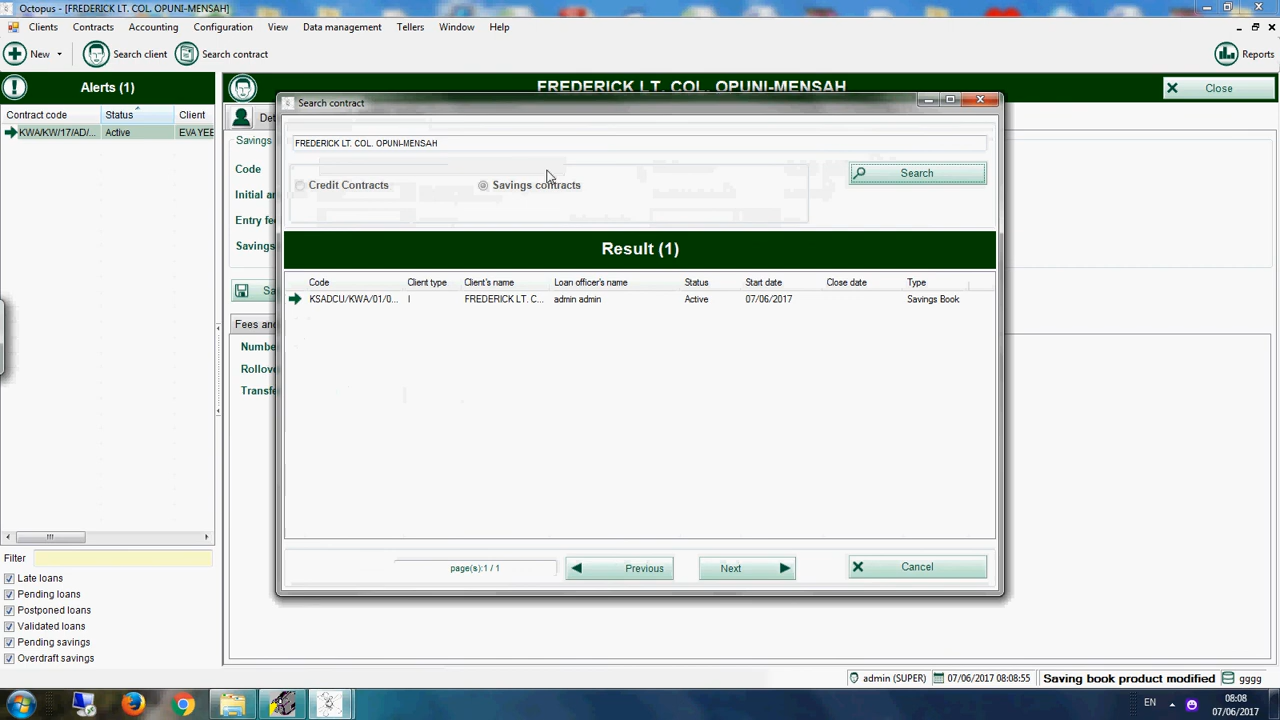 Octopus - [FREDERICK LT. COL. OPUNI-MENSAH]
Clients Contracts Accounting Configuration View Data management Tellers Window Help
New Search client Search contract Reports
Alerts (1)
Contract code Status Client
KWA/KW/17/AD/... Active EVA YEE
Filter
Late loans
Pending loans
Postponed loans
Validated loans
Pending savings
Overdraft savings
FREDERICK LT. COL. OPUNI-MENSAH
Close
Savings
Code
Entry fe
Savings
Fees and
Numbe
Rollove
Transfe
Search contract
FREDERICK LT. COL. OPUNI-MENSAH
Credit Contracts Savings contracts Search
Result (1)
Code Client type Client's name Loan officer's name Status Start date Close date Type
KSADCU/KWA/01/0... I FREDERICK LT. C... admin admin Active 07/06/2017 Savings Book
page(s):1 / 1 Previous Next Cancel
admin (SUPER) 07/06/2017 08:08:55 Saving book product modified gggg
EN 08:08
07/06/2017